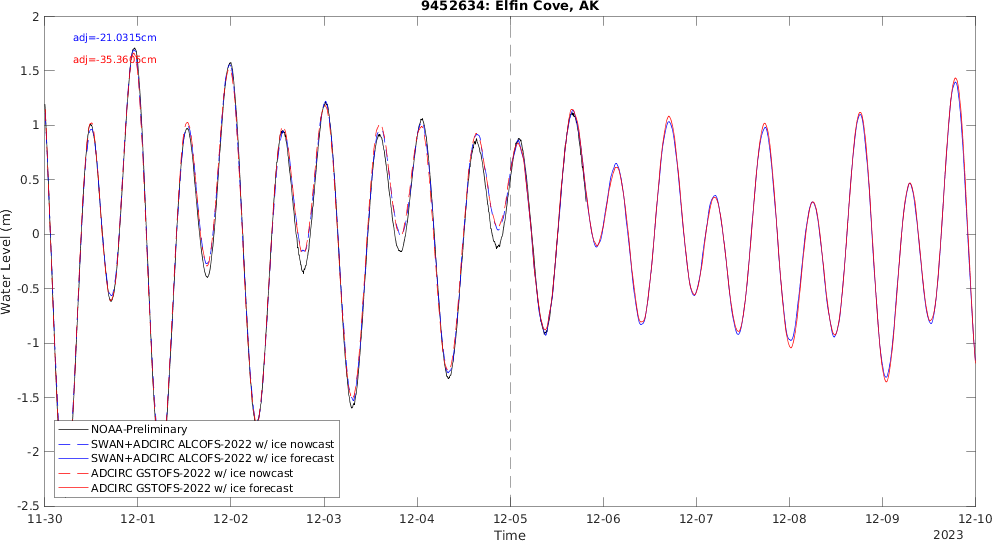 9452634: Elfin Cove, AK
adj=-21.0315cm
adj=-35.3605cm
Water Level (m)
2
1.5
1
0.5
0
-0.5
-1
-1.5
-2
-2.5
NOAA-Preliminary
SWAN+ADCIRC ALCOFS-2022 w/ ice nowcast
SWAN+ADCIRC ALCOFS-2022 w/ ice forecast
ADCIRC GSTOFS-2022 w/ ice nowcast
ADCIRC GSTOFS-2022 w/ ice forecast
11-30 12-01 12-02 12-03 12-04 12-05 12-06 12-07 12-08 12-09 12-10
Time
2023